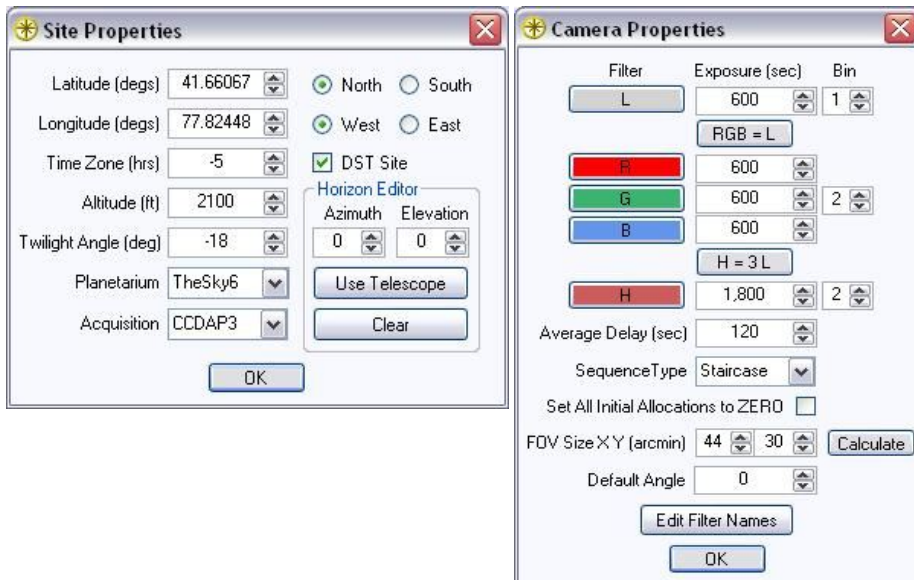 Site Properties
Latitude (degs) 41.66067 North South
Longitude (degs) 77.82448 West East
Time Zone (hrs) -5 DST Site
Altitude (ft) 2100 Horizon Editor
Azimuth Elevation
Twilight Angle (deg) -18 0 0
Planetarium TheSky6 Use Telescope
Acquisition CCDAP3 Clear
OK
Camera Properties
Filter Exposure (sec) Bin
L 600 1
RGB = L
R 600
G 600 2
B 600
H = 3 L
H 1,800 2
Average Delay (sec) 120
SequenceType Staircase
Set All Initial Allocations to ZERO
FOV Size X Y (arcmin) 44 30 Calculate
Default Angle 0
Edit Filter Names
OK